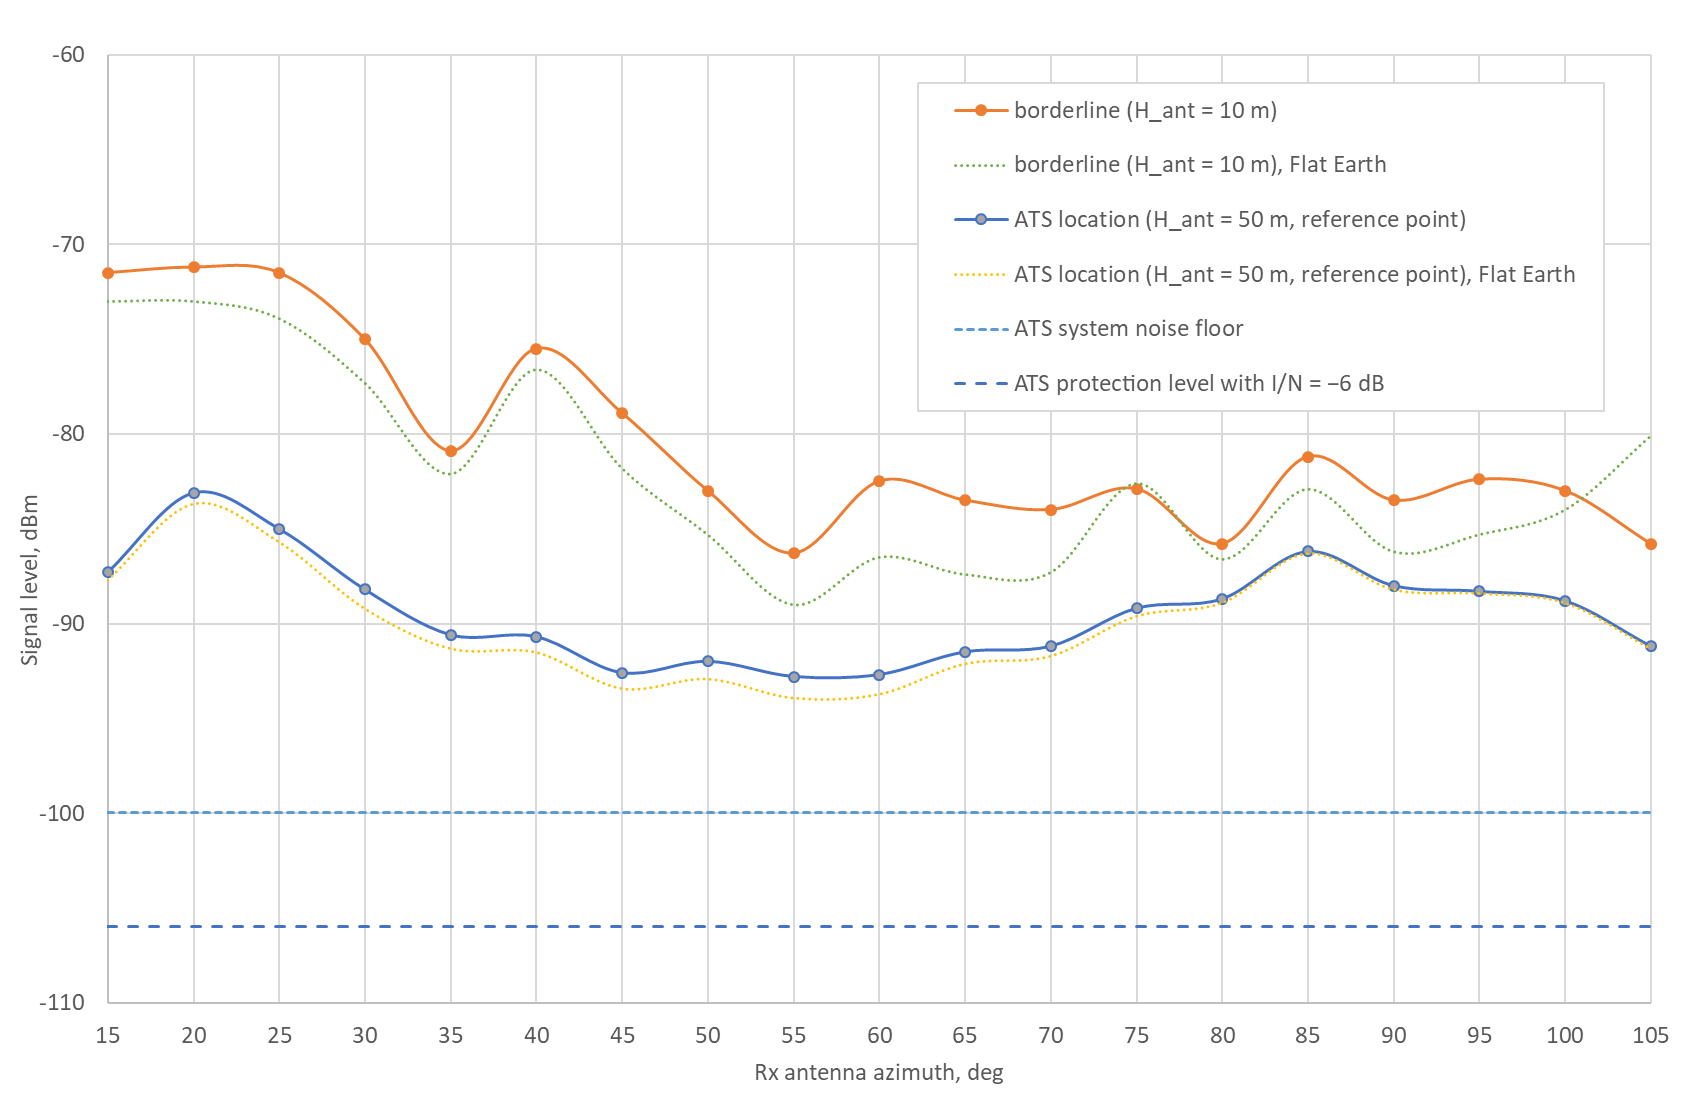 -60
-70
-80
-90
-100
-110
Signal level, dBm
borderline (H_ant = 10 m)
borderline (H_ant = 10 m), Flat Earth
ATS location (H_ant = 50 m, reference point)
ATS location (H_ant = 50 m, reference point), Flat Earth
ATS system noise floor
ATS protection level with I/N = −6 dB
15 20 25 30 35 40 45 50 55 60 65 70 75 80 85 90 95 100 105
Rx antenna azimuth, deg